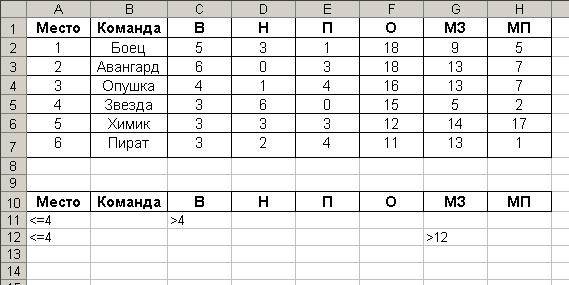 A B C D E F G H
1 Место Команда В Н П О МЗ МП
2 1 Боец 5 3 1 18 9 5
3 2 Авангард 6 0 3 18 13 7
4 3 Опушка 4 1 4 16 13 7
5 4 Звезда 3 6 0 15 5 2
6 5 Химик 3 3 3 12 14 17
7 6 Пират 3 2 4 11 13 1
8
9
10 Место Команда В Н П О МЗ МП
11 <=4 >4
12 <=4 >12
13
14